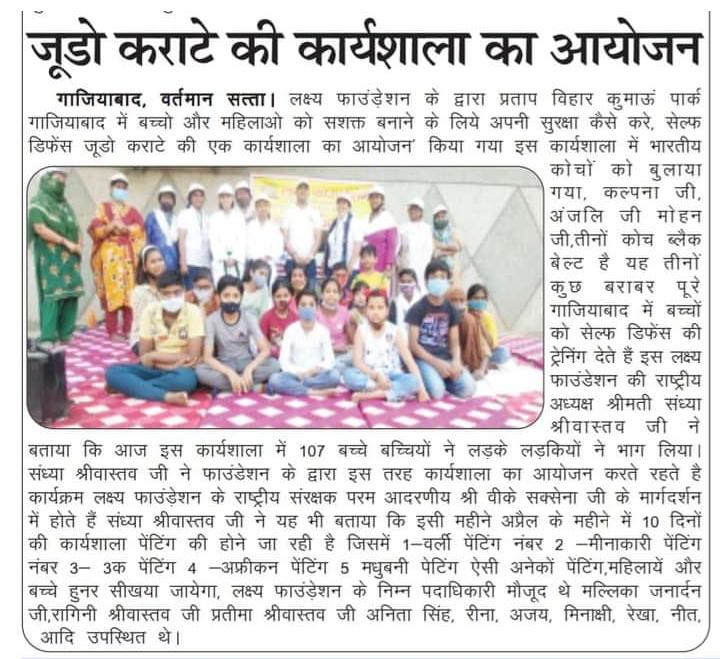 जूडो कराटे की कार्यशाला का आयोजन
गाजियाबाद, वर्तमान सत्ता। लक्ष्य फाउंड़ेशन के द्वारा प्रताप विहार कुमाऊं पार्क
गाजियाबाद में बच्चो और महिलाओ को सशक्त बनाने के लिये अपनी सुरक्षा कैसे करे, सेल्फ
डिफेंस जूडो कराटे की एक कार्यशाला का आयोजन' किया गया इस कार्यशाला में भारतीय
कोचों को बुलाया
गया, कल्पना जी,
अंजलि जी मोहन
जी,तीनों कोच ब्लैक
बेल्ट है यह तीनों
कुछ बराबर पूरे
गाजियाबाद में बच्चों
को सेल्फ डिफेंस की
ट्रेनिंग देते हैं इस लक्ष्य
फाउंडेशन की राष्ट्रीय
अध्यक्ष श्रीमती संध्या
श्रीवास्तव जी ने
बताया कि आज इस कार्यशाला में 107 बच्चे बच्चियों ने लड़के लड़कियों ने भाग लिया।
संध्या श्रीवास्तव जी ने फाउंडेशन के द्वारा इस तरह कार्यशाला का आयोजन करते रहते है
कार्यक्रम लक्ष्य फाउंड़ेशन के राष्ट्रीय संरक्षक परम आदरणीय श्री वीके सक्सेना जी के मार्गदर्शन
में होते हैं संध्या श्रीवास्तव जी ने यह भी बताया कि इसी महीने अप्रैल के महीने में 10 दिनों
की कार्यशाला पेंटिंग की होने जा रही है जिसमें 1–वर्ली पेंटिंग नंबर 2 –मीनाकारी पेंटिंग
नंबर 3– 3क पेंटिंग 4 –अफ्रीकन पेंटिंग 5 मधुबनी पेटिंग ऐसी अनेकों पेंटिंग,महिलायें और
बच्चे हुनर सीखया जायेगा, लक्ष्य फाउंड़ेशन के निम्न पदाधिकारी मौजूद थे मल्लिका जनार्दन
जी,रागिनी श्रीवास्तव जी प्रतीमा श्रीवास्तव जी अनिता सिंह, रीना, अजय, मिनाक्षी, रेखा, नीत,
आदि उपस्थित थे।